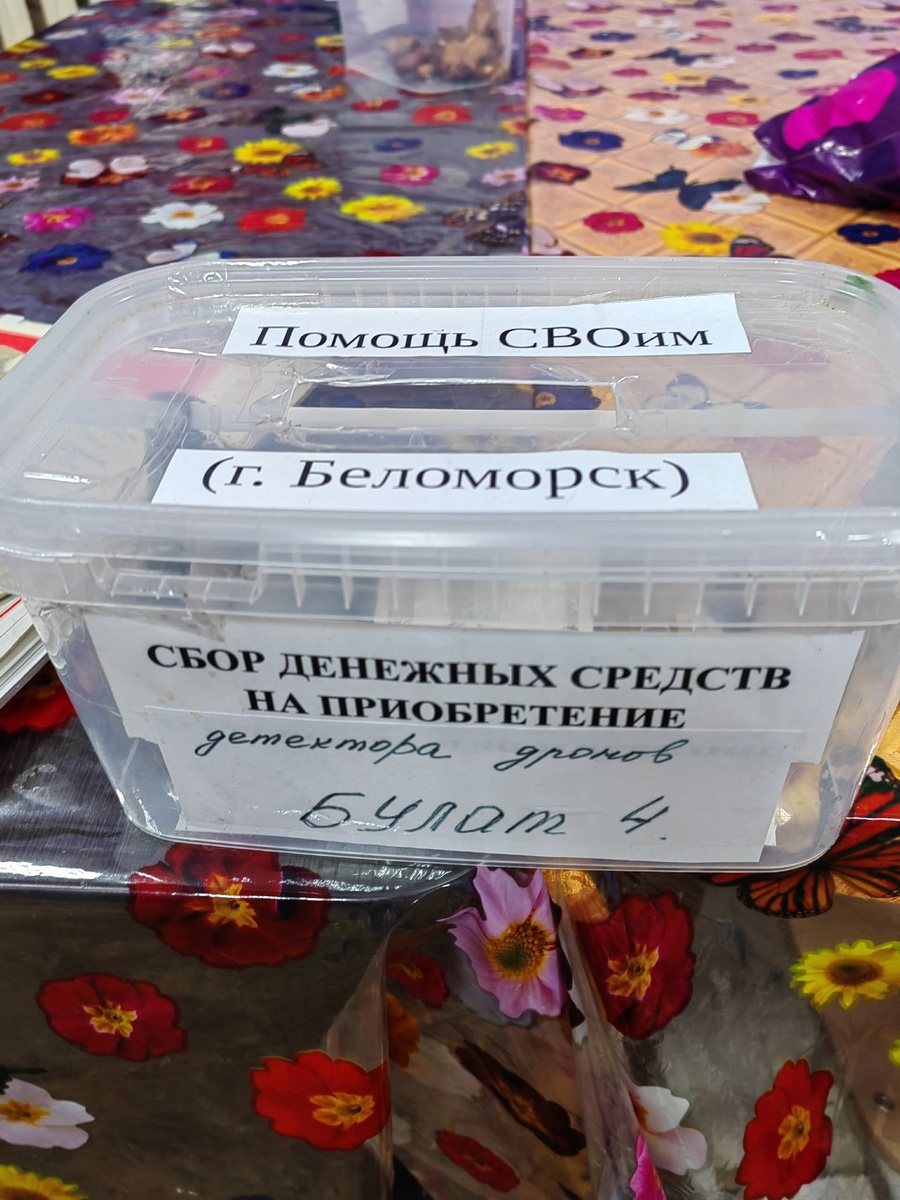 Помощь СВОим
(г. Беломорск)
СБОР ДЕНЕЖНЫХ СРЕДСТВ
НА ПРИОБРЕТЕНИЕ
детектора дронов
БУЛат 4.